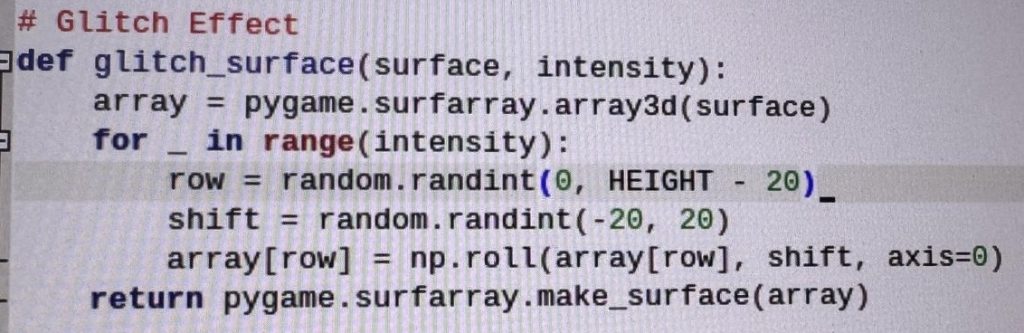 # Glitch Effect
def glitch_surface(surface, intensity):
    array = pygame.surfarray.array3d(surface)
    for _ in range(intensity):
        row = random.randint(0, HEIGHT - 20)
        shift = random.randint(-20, 20)
        array[row] = np.roll(array[row], shift, axis=0)
    return pygame.surfarray.make_surface(array)